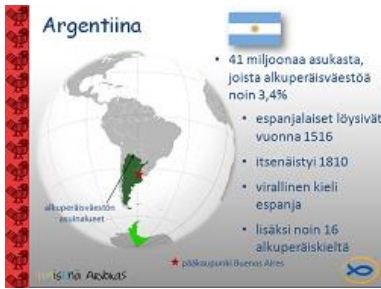 Argentiina
• 41 miljoonaa asukasta,
joista alkuperäisväestöä
noin 3,4%
• espanjalaiset löysivät
vuonna 1516
• itsenäistyi 1810
• virallinen kieli
espanja
• lisäksi noin 16
alkuperäiskieltä
alkuperäisväestön
asuinalueet
pääkaupunki Buenos Aires